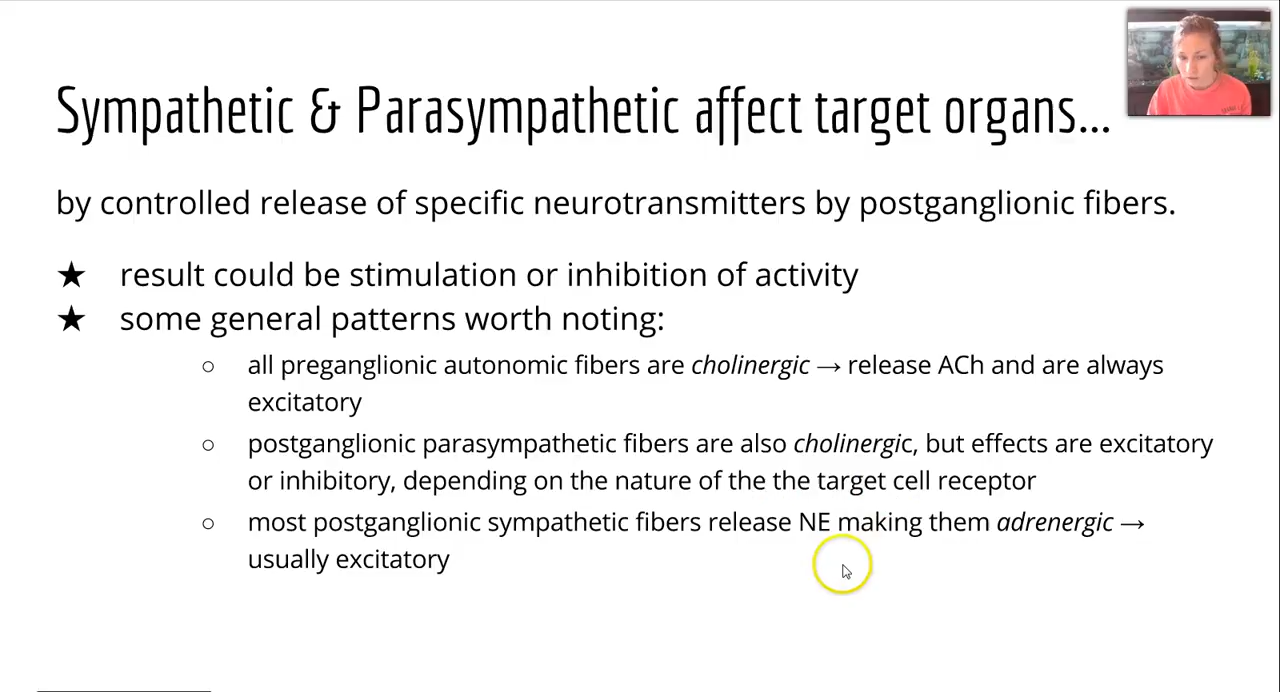 Sympathetic & Parasympathetic affect target organs...
by controlled release of specific neurotransmitters by postganglionic fibers.
★ result could be stimulation or inhibition of activity
★ some general patterns worth noting:
○ all preganglionic autonomic fibers are cholinergic → release ACh and are always
excitatory
○ postganglionic parasympathetic fibers are also cholinergic, but effects are excitatory
or inhibitory, depending on the nature of the the target cell receptor
○ most postganglionic sympathetic fibers release NE making them adrenergic →
usually excitatory